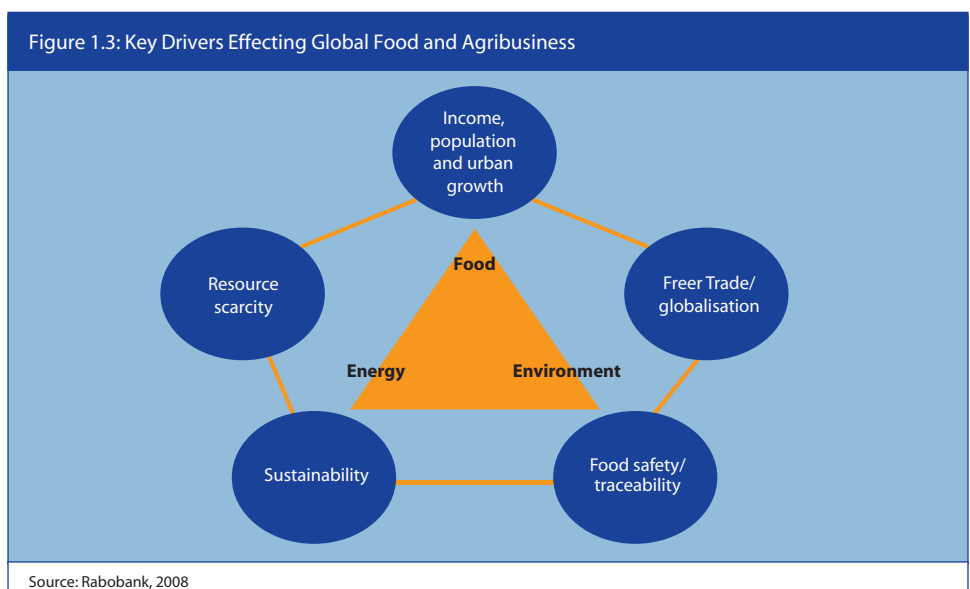 Figure 1.3: Key Drivers Effecting Global Food and Agribusiness
Income,
population
and urban
growth
Food
Resource
scarcity
Freer Trade/
globalisation
Energy
Environment
Sustainability
Food safety/
traceability
Source: Rabobank, 2008